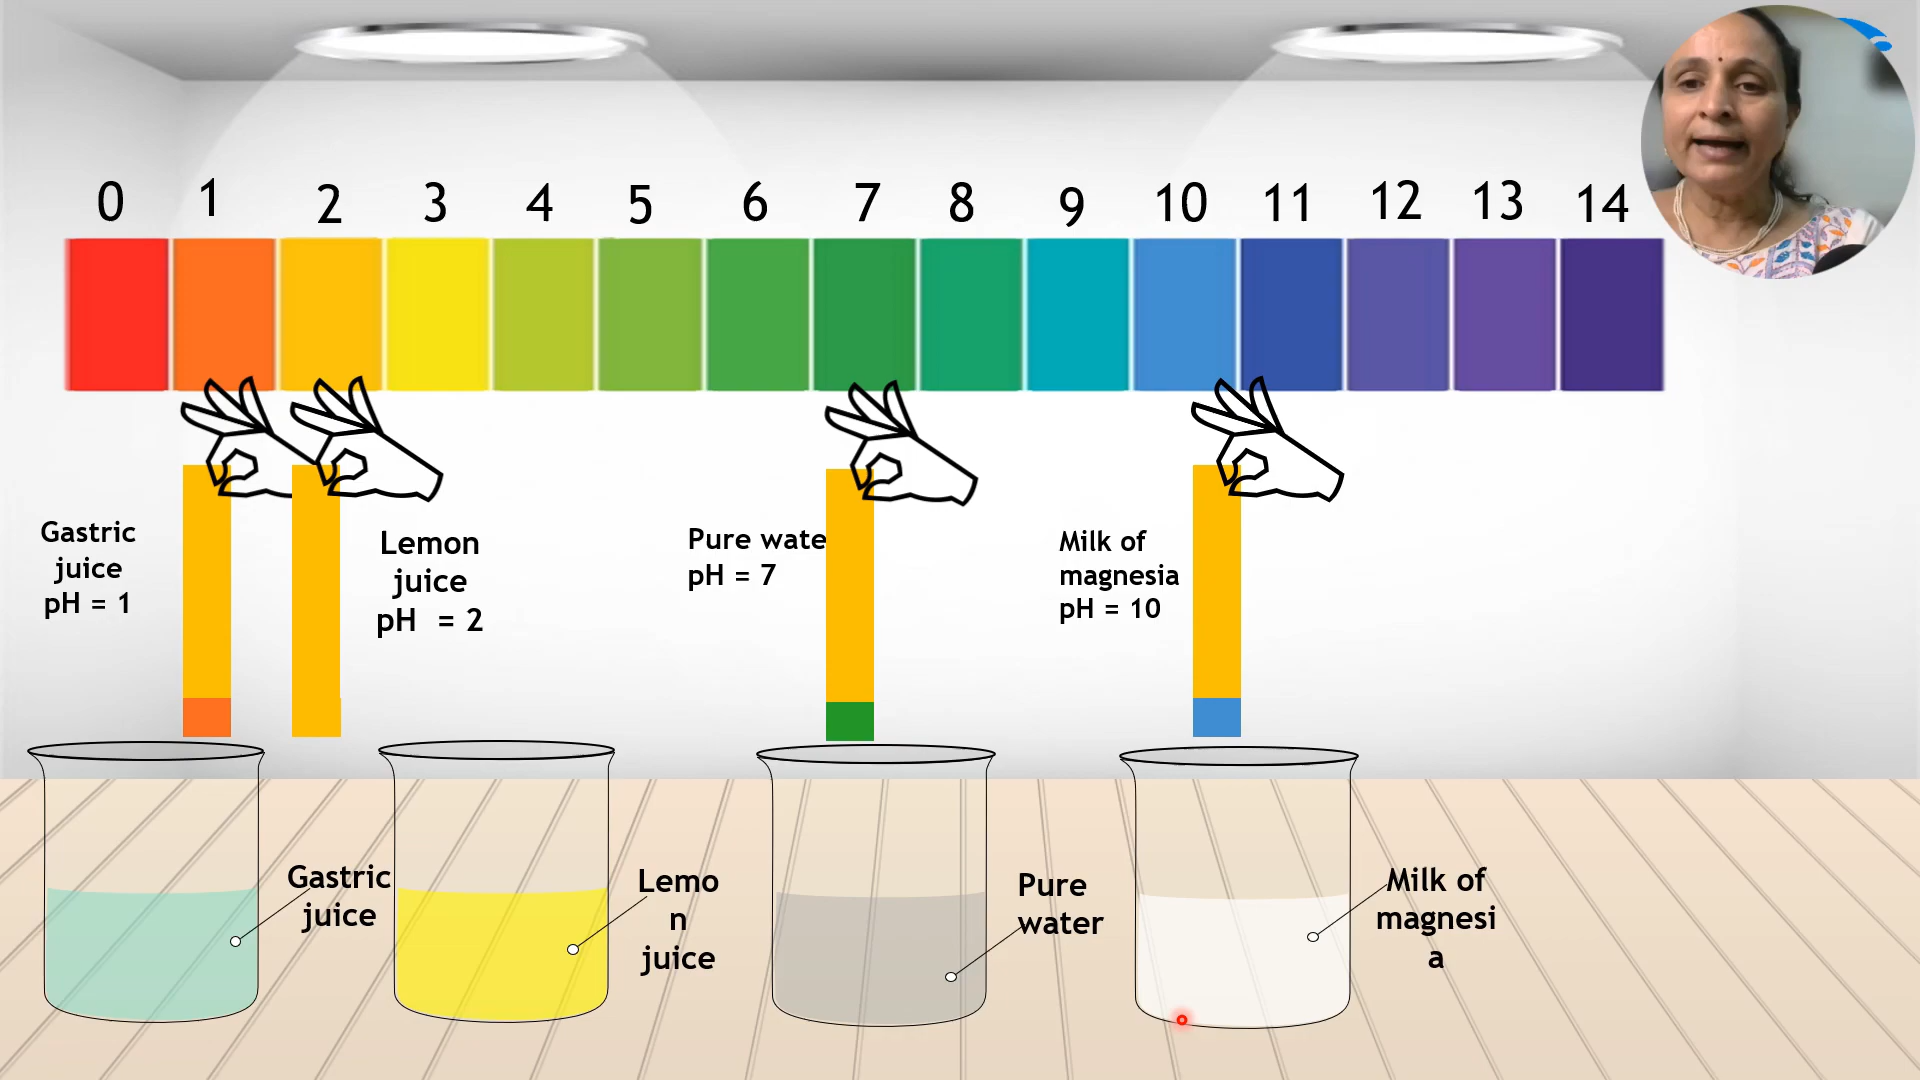 0 1 2 3 4 5 6 7 8 9 10 11 12 13 14
Gastric
juice
pH = 1
Lemon
juice
pH = 2
Pure wate
pH = 7
Milk of
magnesia
pH = 10
Gastric
juice
Lemo
n
juice
Pure
water
Milk of
magnesi
a